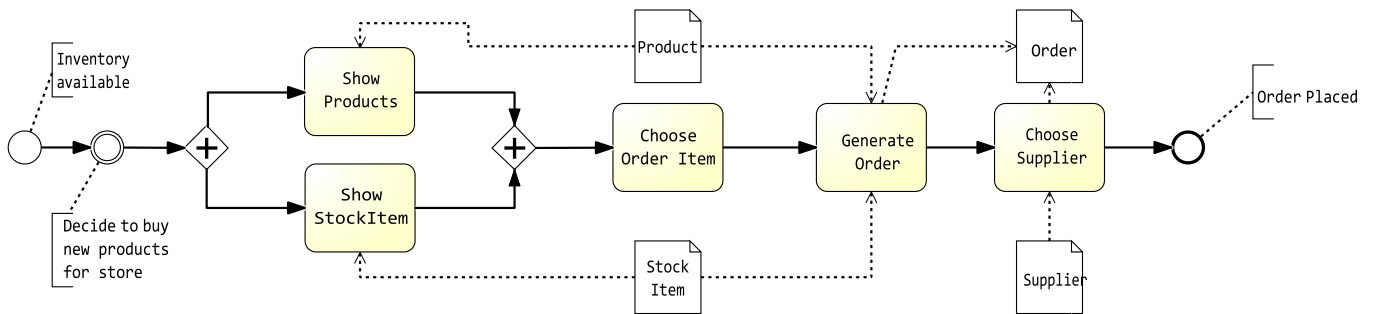 Inventory
available
Decide to buy
new products
for store
Show
Products
Show
StockItem
Product
Choose
Order Item
Stock
Item
Generate
Order
Order
Choose
Supplier
Supplier
Order Placed